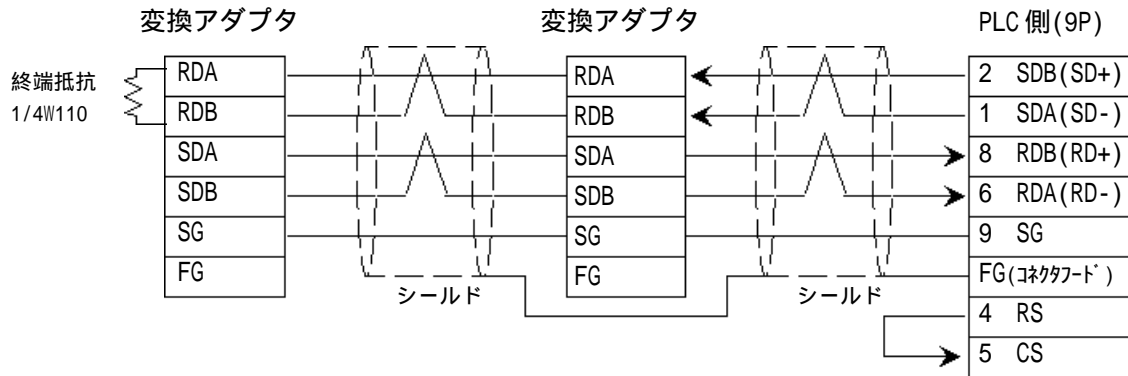 変換アダプタ
変換アダプタ
PLC側(9P)
終端抵抗
1/4W110
RDA
RDB
SDA
SDB
SG
FG
シールド
RDA
RDB
SDA
SDB
SG
FG
シールド
2 SDB(SD+)
1 SDA(SD-)
8 RDB(RD+)
6 RDA(RD-)
9 SG
FG(ｺﾈｸﾀﾌｰﾄﾞ)
4 RS
5 CS